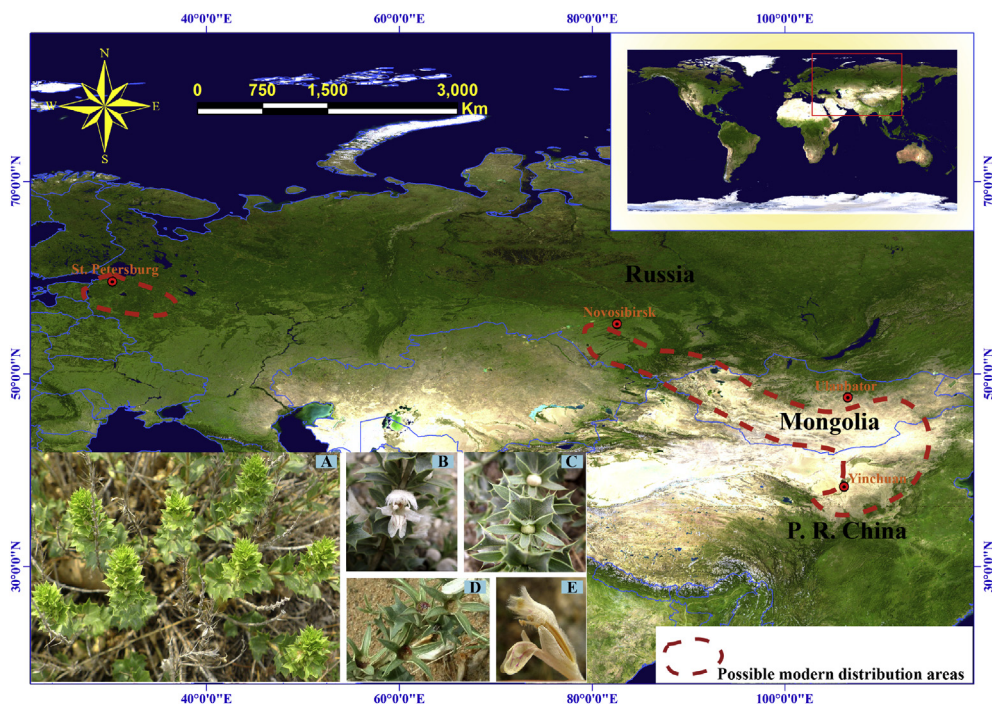 40°0'0"E 60°0'0"E 80°0'0"E 100°0'0"E
N
W E
S
0 750 1,500 3,000
Km
70°0'0"N 70°0'0"N
St. Petersburg
Russia
Novosibirsk
50°0'0"N 50°0'0"N
Ulanbator
Mongolia
A B C
Yinchuan
P. R. China
30°0'0"N 30°0'0"N
D E
Possible modern distribution areas
40°0'0"E 60°0'0"E 80°0'0"E 100°0'0"E